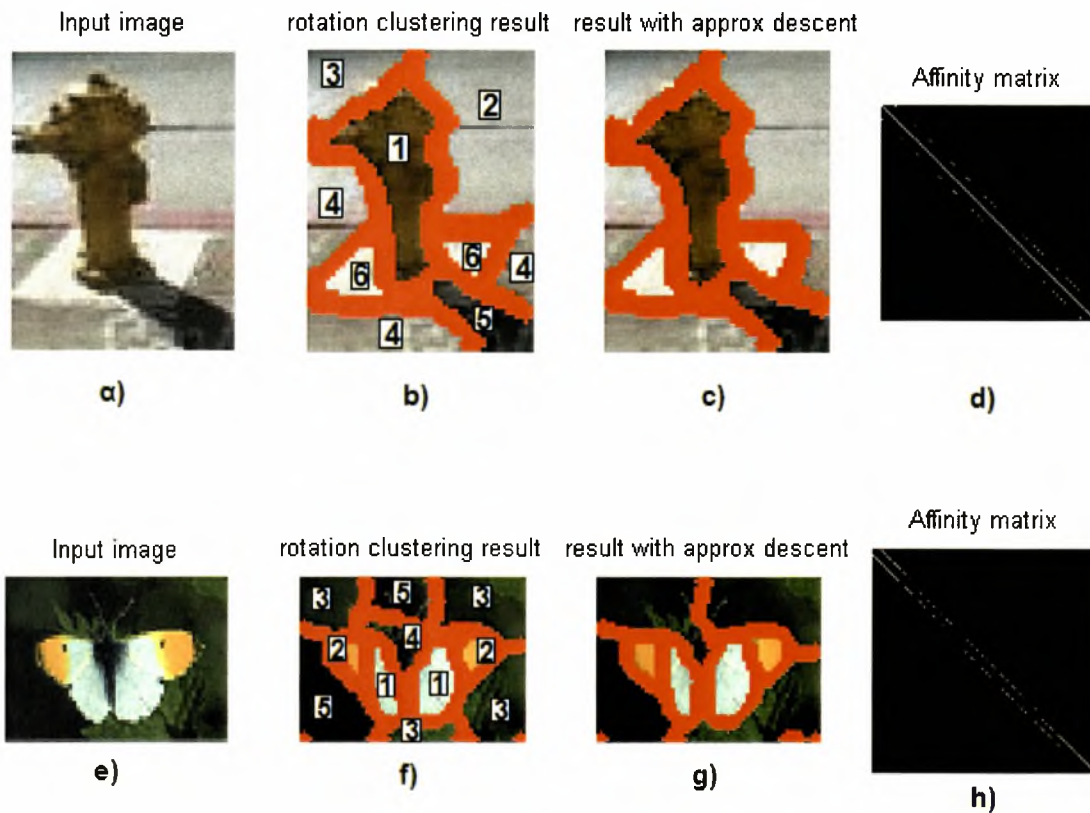 Input image
rotation clustering result
result with approx descent
Affinity matrix
3
2
1
4
6
6
4
5
4
α)
b)
c)
d)
Input image
rotation clustering result
result with approx descent
Affinity matrix
3
5
3
4
2
2
1
1
5
3
3
e)
f)
g)
h)